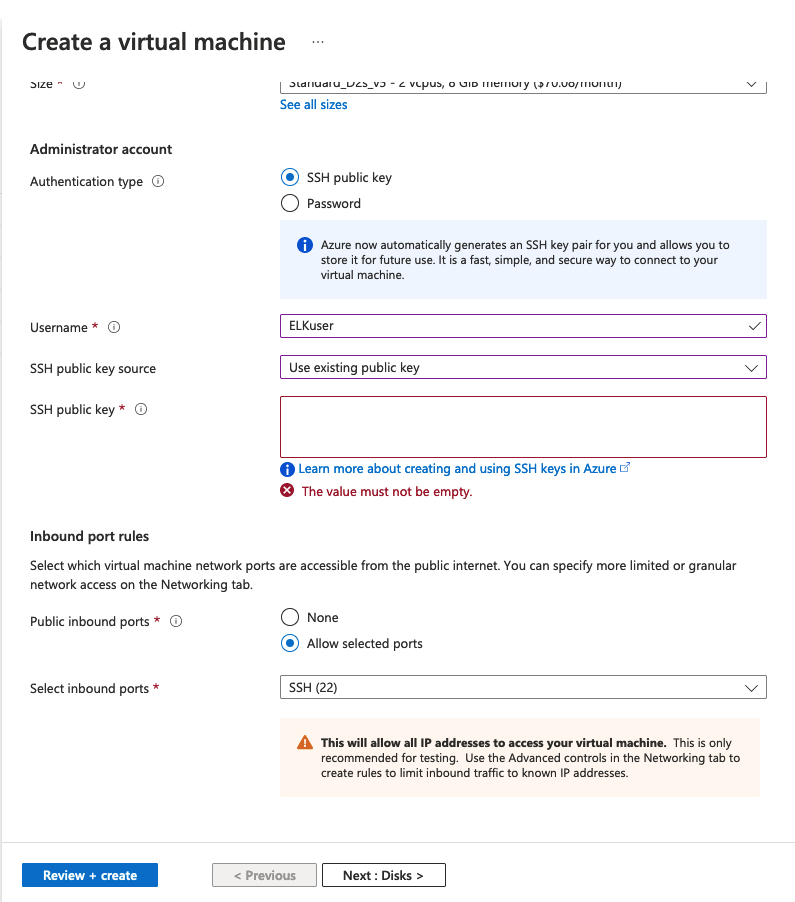 Create a virtual machine ...
Size *
Standard_D2s_v3 - 2 vcpus, 8 GiB memory ($70.08/month)
See all sizes
Administrator account
Authentication type
SSH public key
Password
Azure now automatically generates an SSH key pair for you and allows you to
store it for future use. It is a fast, simple, and secure way to connect to your
virtual machine.
Username *
ELKuser
SSH public key source
Use existing public key
SSH public key *
Learn more about creating and using SSH keys in Azure
The value must not be empty.
Inbound port rules
Select which virtual machine network ports are accessible from the public internet. You can specify more limited or granular
network access on the Networking tab.
Public inbound ports *
None
Allow selected ports
Select inbound ports *
SSH (22)
This will allow all IP addresses to access your virtual machine. This is only
recommended for testing. Use the Advanced controls in the Networking tab to
create rules to limit inbound traffic to known IP addresses.
Review + create
< Previous
Next : Disks >